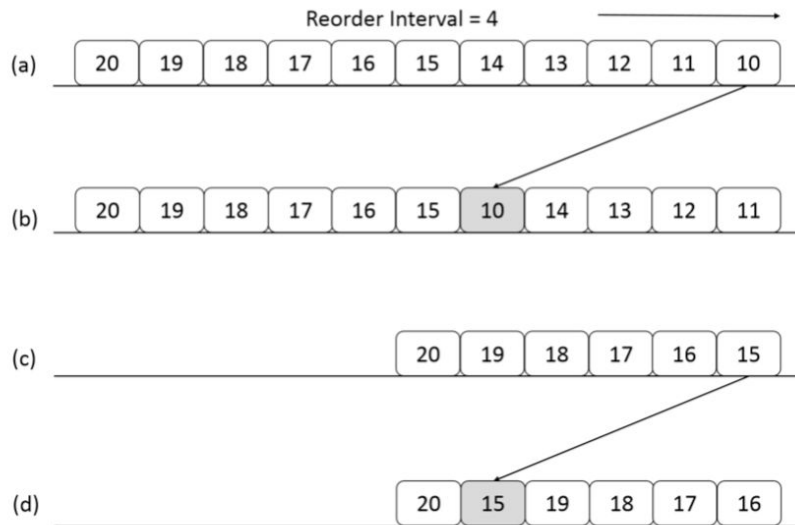 Reorder Interval = 4
(a) 20 19 18 17 16 15 14 13 12 11 10
(b) 20 19 18 17 16 15 10 14 13 12 11
(c) 20 19 18 17 16 15
(d) 20 15 19 18 17 16